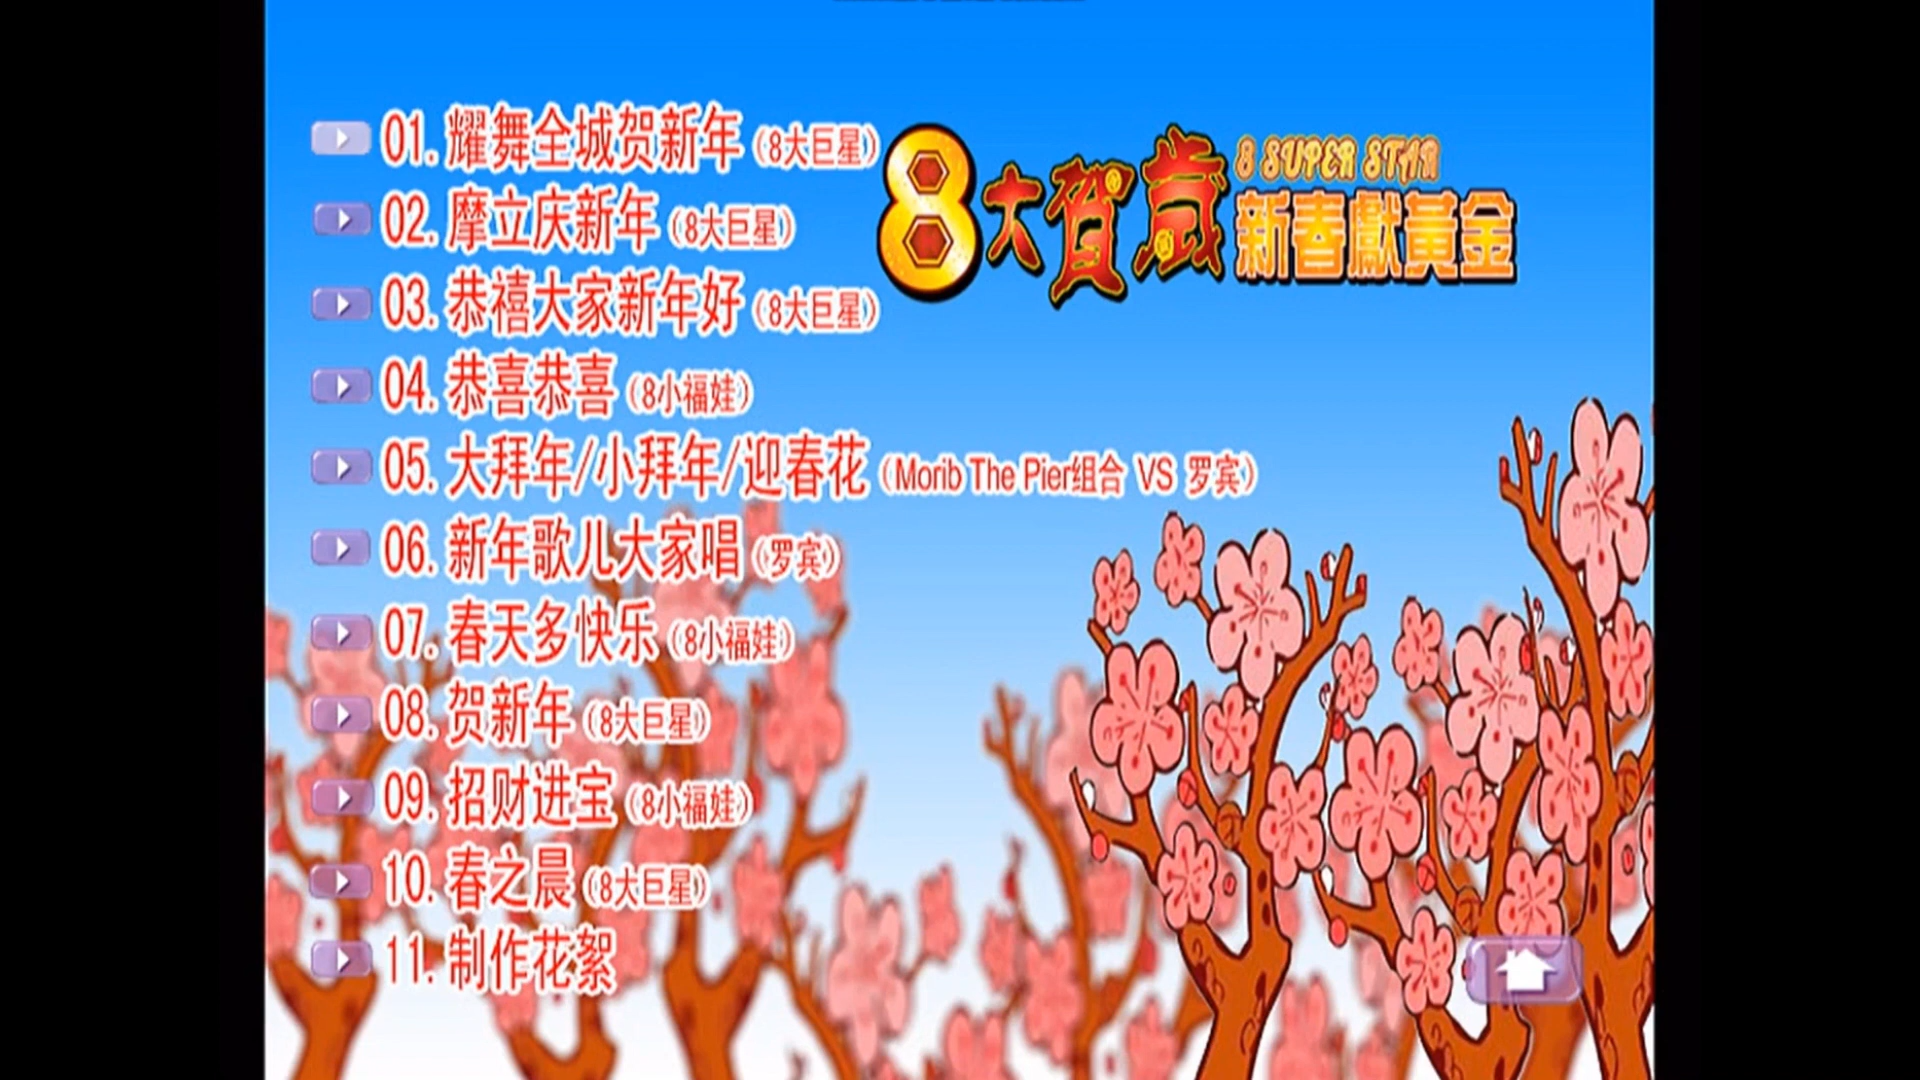 01. 耀舞全城贺新年 (8大巨星)
02. 摩立庆新年 (8大巨星)
03. 恭禧大家新年好 (8大巨星)
04. 恭喜恭喜 (8小福娃)
05. 大拜年/小拜年/迎春花 (Morib The Pier组合 VS 罗宾)
06. 新年歌儿大家唱 (罗宾)
07. 春天多快乐 (8小福娃)
08. 贺新年 (8大巨星)
09. 招财进宝 (8小福娃)
10. 春之晨 (8大巨星)
11. 制作花絮
8大賀歲
8 SUPER STAR
新春獻黃金